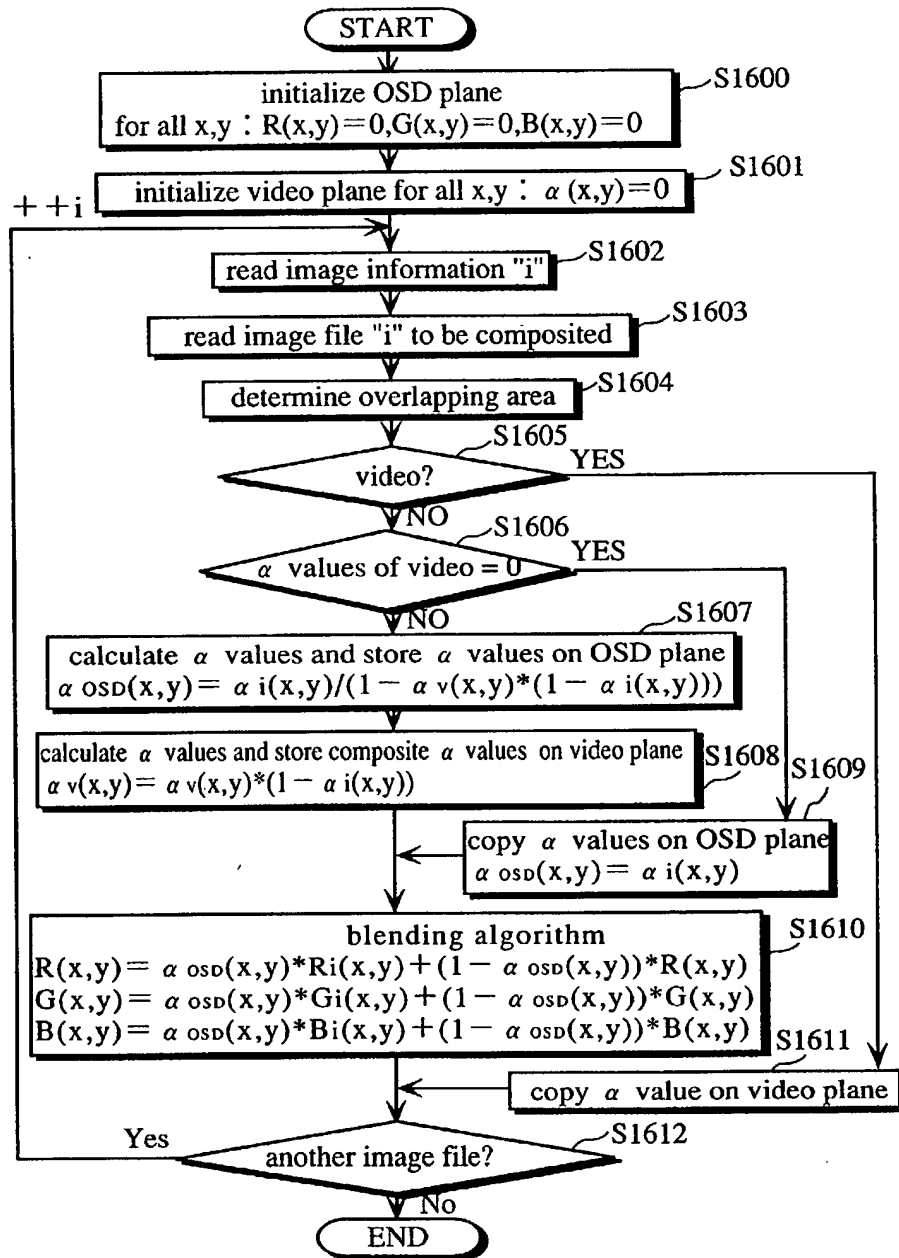 START
S1600
initialize OSD plane
for all x,y : R(x,y)=0,G(x,y)=0,B(x,y)=0
S1601
initialize video plane for all x,y : α (x,y)=0
++i
S1602
read image information "i"
S1603
read image file "i" to be composited
S1604
determine overlapping area
S1605
video?
YES
NO
S1606
α values of video = 0
YES
NO
S1607
calculate α values and store α values on OSD plane
α OSD(x,y)= α i(x,y)/(1- α v(x,y)*(1- α i(x,y)))
calculate α values and store composite α values on video plane
α v(x,y)= α v(x,y)*(1- α i(x,y))
S1608
S1609
copy α values on OSD plane
α OSD(x,y)= α i(x,y)
S1610
blending algorithm
R(x,y)= α OSD(x,y)*Ri(x,y)+(1- α OSD(x,y))*R(x,y)
G(x,y)= α OSD(x,y)*Gi(x,y)+(1- α OSD(x,y))*G(x,y)
B(x,y)= α OSD(x,y)*Bi(x,y)+(1- α OSD(x,y))*B(x,y)
S1611
copy α value on video plane
Yes
S1612
another image file?
No
END